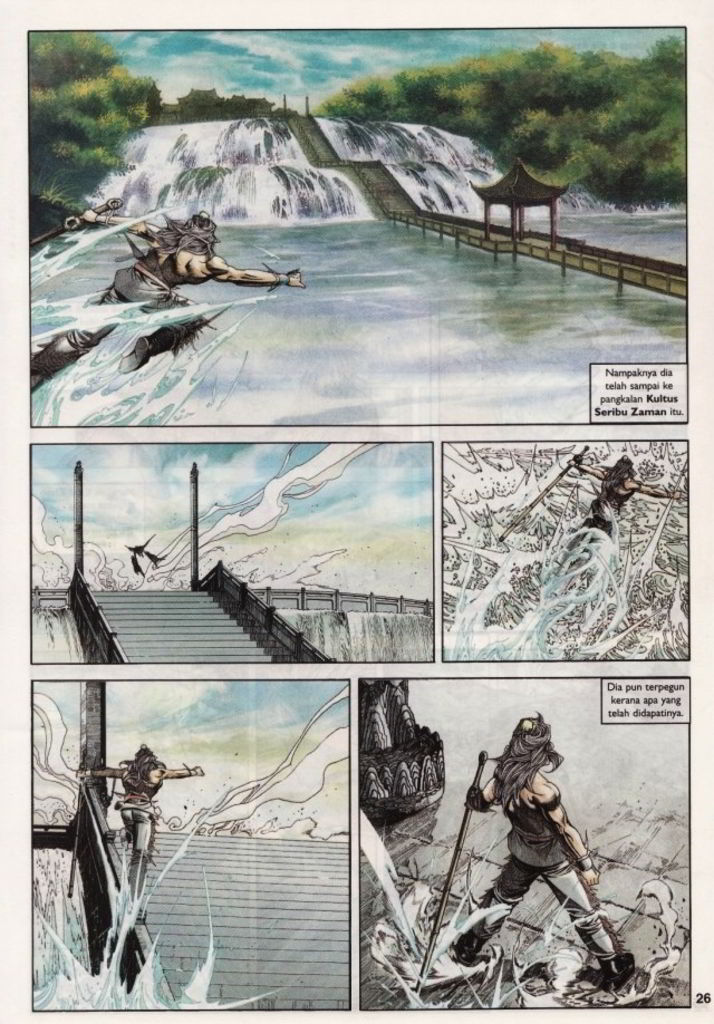 Nampaknya dia
telah sampai ke
pangkalan Kultus
Seribu Zaman itu.
Dia pun terpegun
kerana apa yang
telah didapatinya.
26